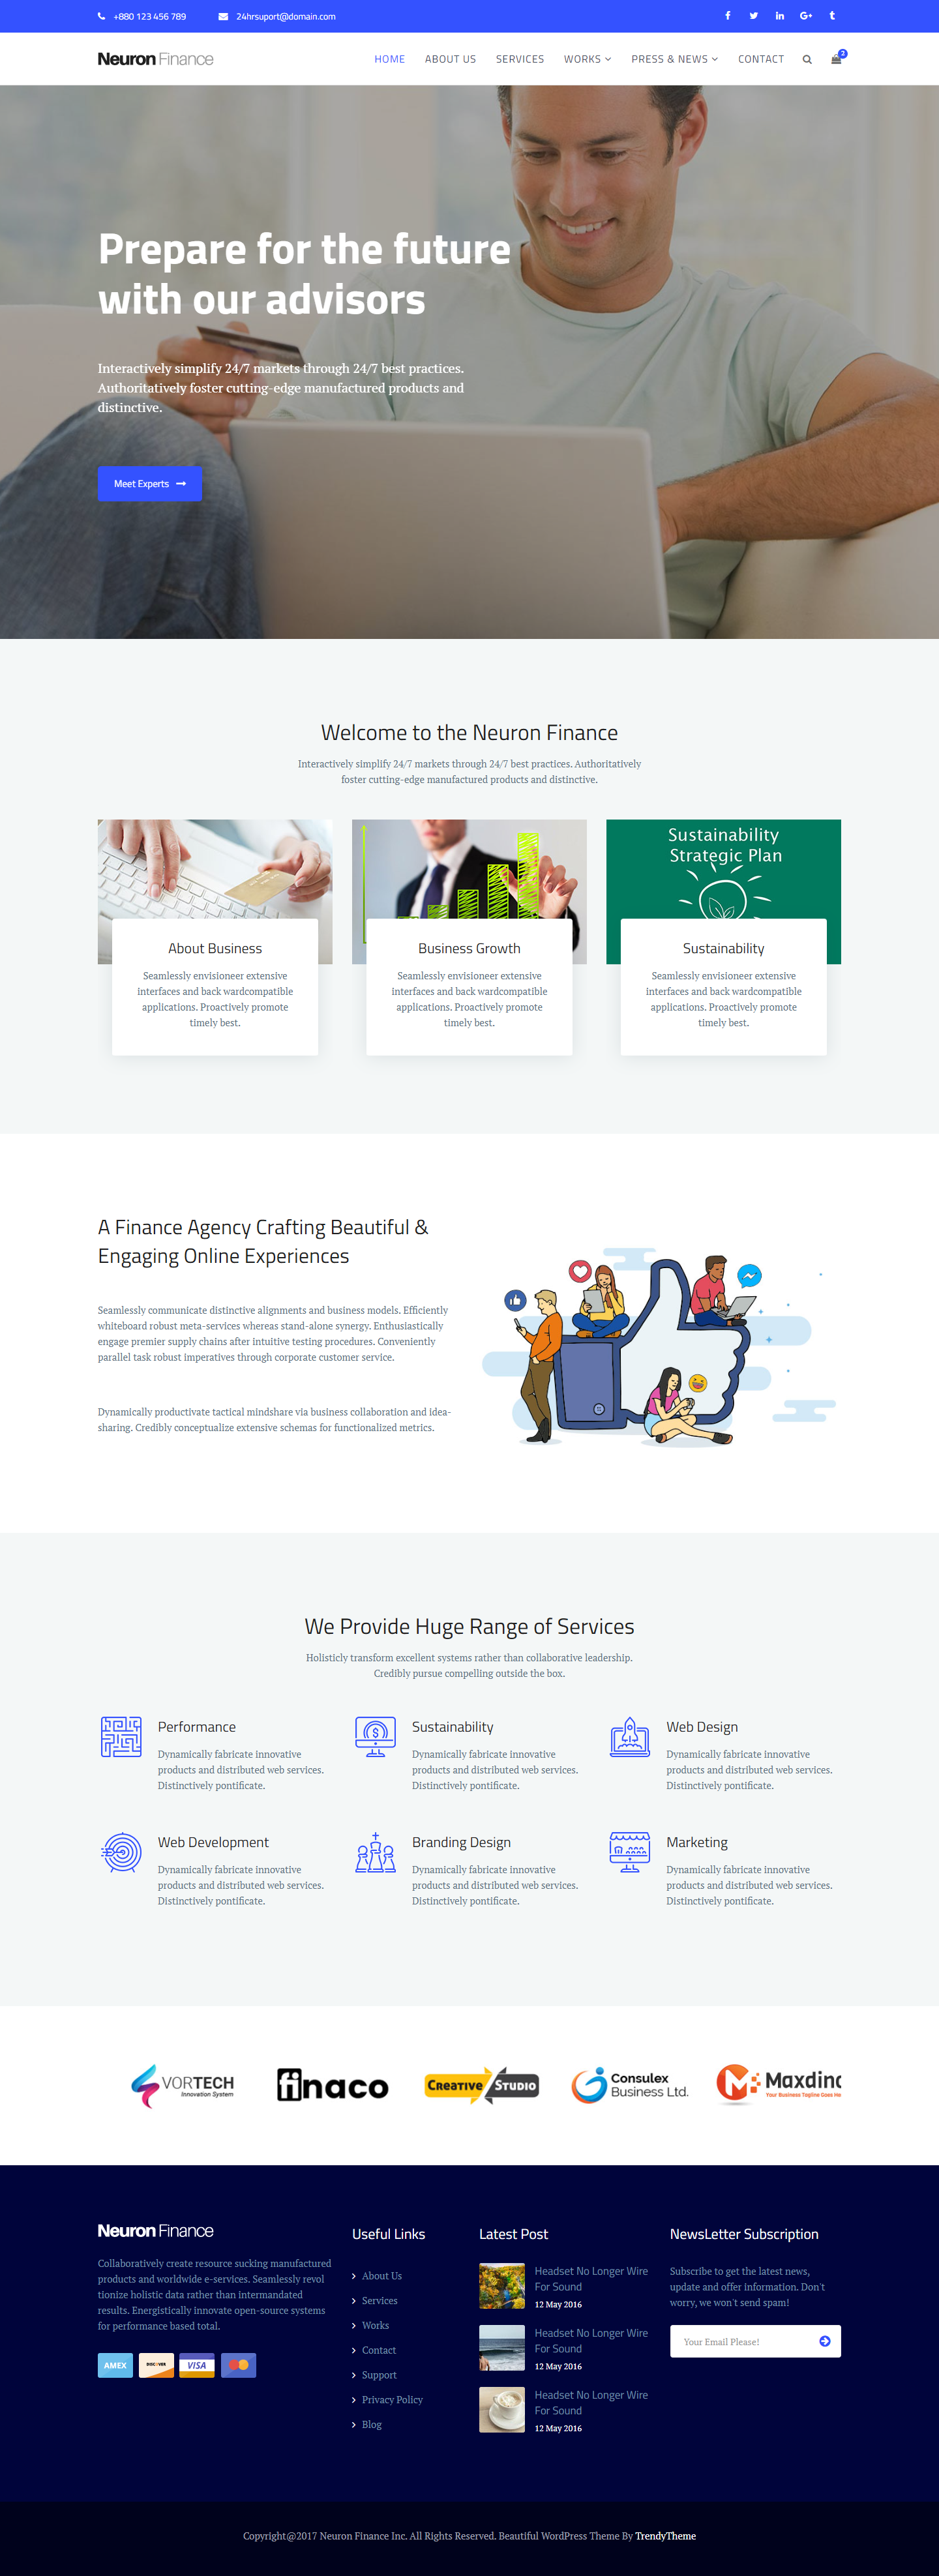 +880 123 456 789
24hrsuport@domain.com
Neuron Finance
HOME
ABOUT US
SERVICES
WORKS
PRESS & NEWS
CONTACT
2
Prepare for the future
with our advisors
Interactively simplify 24/7 markets through 24/7 best practices.
Authoritatively foster cutting-edge manufactured products and
distinctive.
Meet Experts
Welcome to the Neuron Finance
Interactively simplify 24/7 markets through 24/7 best practices. Authoritatively
foster cutting-edge manufactured products and distinctive.
Sustainability
Strategic Plan
About Business
Seamlessly envisioneer extensive
interfaces and back wardcompatible
applications. Proactively promote
timely best.
Business Growth
Seamlessly envisioneer extensive
interfaces and back wardcompatible
applications. Proactively promote
timely best.
Sustainability
Seamlessly envisioneer extensive
interfaces and back wardcompatible
applications. Proactively promote
timely best.
A Finance Agency Crafting Beautiful &
Engaging Online Experiences
Seamlessly communicate distinctive alignments and business models. Efficiently
whiteboard robust meta-services whereas stand-alone synergy. Enthusiastically
engage premier supply chains after intuitive testing procedures. Conveniently
parallel task robust imperatives through corporate customer service.
Dynamically productivate tactical mindshare via business collaboration and idea-
sharing. Credibly conceptualize extensive schemas for functionalized metrics.
We Provide Huge Range of Services
Holisticly transform excellent systems rather than collaborative leadership.
Credibly pursue compelling outside the box.
Performance
Dynamically fabricate innovative
products and distributed web services.
Distinctively pontificate.
Sustainability
Dynamically fabricate innovative
products and distributed web services.
Distinctively pontificate.
Web Design
Dynamically fabricate innovative
products and distributed web services.
Distinctively pontificate.
Web Development
Dynamically fabricate innovative
products and distributed web services.
Distinctively pontificate.
Branding Design
Dynamically fabricate innovative
products and distributed web services.
Distinctively pontificate.
Marketing
Dynamically fabricate innovative
products and distributed web services.
Distinctively pontificate.
VORTECH
Innovation System
finaco
CREATIVE STUDIO
Consulex
Business Ltd.
Maxdinc
Your Business Tagline Goes He
Neuron Finance
Collaboratively create resource sucking manufactured
products and worldwide e-services. Seamlessly revol
tionize holistic data rather than intermandated
results. Energistically innovate open-source systems
for performance based total.
AMEX
DISCOVER
VISA
Useful Links
About Us
Services
Works
Contact
Support
Privacy Policy
Blog
Latest Post
Headset No Longer Wire
For Sound
12 May 2016
Headset No Longer Wire
For Sound
12 May 2016
Headset No Longer Wire
For Sound
12 May 2016
NewsLetter Subscription
Subscribe to get the latest news,
update and offer information. Don't
worry, we won't send spam!
Your Email Please!
Copyright@2017 Neuron Finance Inc. All Rights Reserved. Beautiful WordPress Theme By TrendyTheme